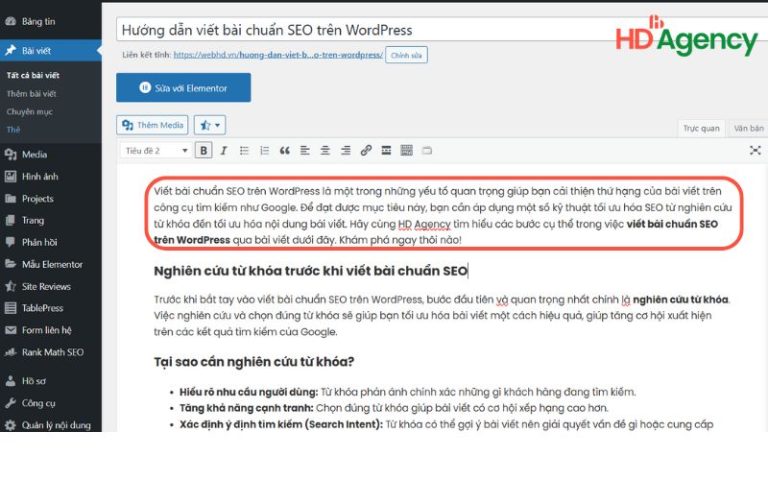 Bảng tin
Bài viết
Tất cả bài viết
Thêm bài viết
Chuyên mục
Thẻ
Media
Hình ảnh
Projects
Trang
Phản hồi
Mẫu Elementor
Site Reviews
TablePress
Form liên hệ
Rank Math SEO
Hồ sơ
Công cụ
Quản lý nội dung
Hướng dẫn viết bài chuẩn SEO trên WordPress
HD Agency
Liên kết tĩnh: https://webhd.vn/huong-dan-viet-b...o-tren-wordpress/ Chỉnh sửa
Sửa với Elementor
Thêm Media
Trực quan Văn bản
Tiêu đề 2 B I
Viết bài chuẩn SEO trên WordPress là một trong những yếu tố quan trọng giúp bạn cải thiện thứ hạng của bài viết trên
công cụ tìm kiếm như Google. Để đạt được mục tiêu này, bạn cần áp dụng một số kỹ thuật tối ưu hóa SEO từ nghiên cứu
từ khóa đến tối ưu hóa nội dung bài viết. Hãy cùng HD Agency tìm hiểu các bước cụ thể trong việc viết bài chuẩn SEO
trên WordPress qua bài viết dưới đây. Khám phá ngay thôi nào!
Nghiên cứu từ khóa trước khi viết bài chuẩn SEO
Trước khi bắt tay vào viết bài chuẩn SEO trên WordPress, bước đầu tiên và quan trọng nhất chính là nghiên cứu từ khóa.
Việc nghiên cứu và chọn đúng từ khóa sẽ giúp bạn tối ưu hóa bài viết một cách hiệu quả, giúp tăng cơ hội xuất hiện
trên các kết quả tìm kiếm của Google.
Tại sao cần nghiên cứu từ khóa?
• Hiểu rõ nhu cầu người dùng: Từ khóa phản ánh chính xác những gì khách hàng đang tìm kiếm.
• Tăng khả năng cạnh tranh: Chọn đúng từ khóa giúp bài viết có cơ hội xếp hạng cao hơn.
• Xác định ý định tìm kiếm (Search Intent): Từ khóa có thể gợi ý bài viết nên giải quyết vấn đề gì hoặc cung cấp